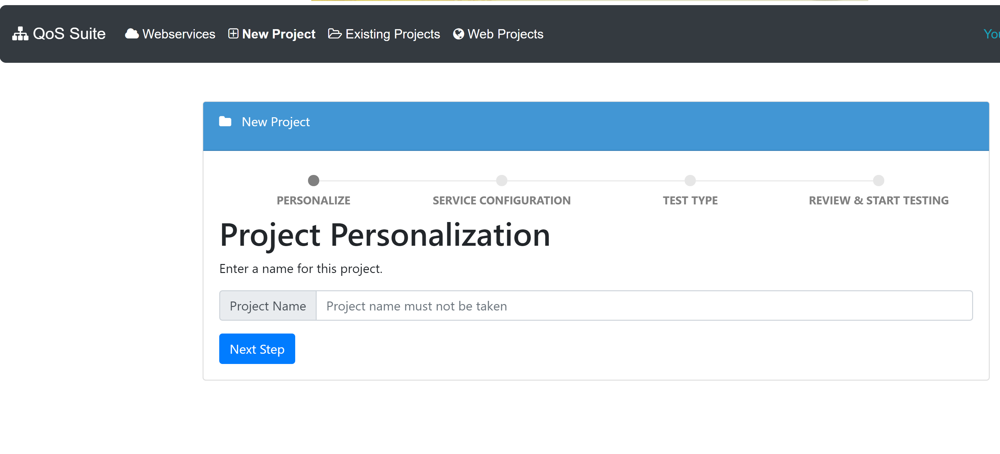 QoS Suite Webservices New Project Existing Projects Web Projects
New Project
PERSONALIZE SERVICE CONFIGURATION TEST TYPE REVIEW & START TESTING
Project Personalization
Enter a name for this project.
Project Name Project name must not be taken
Next Step